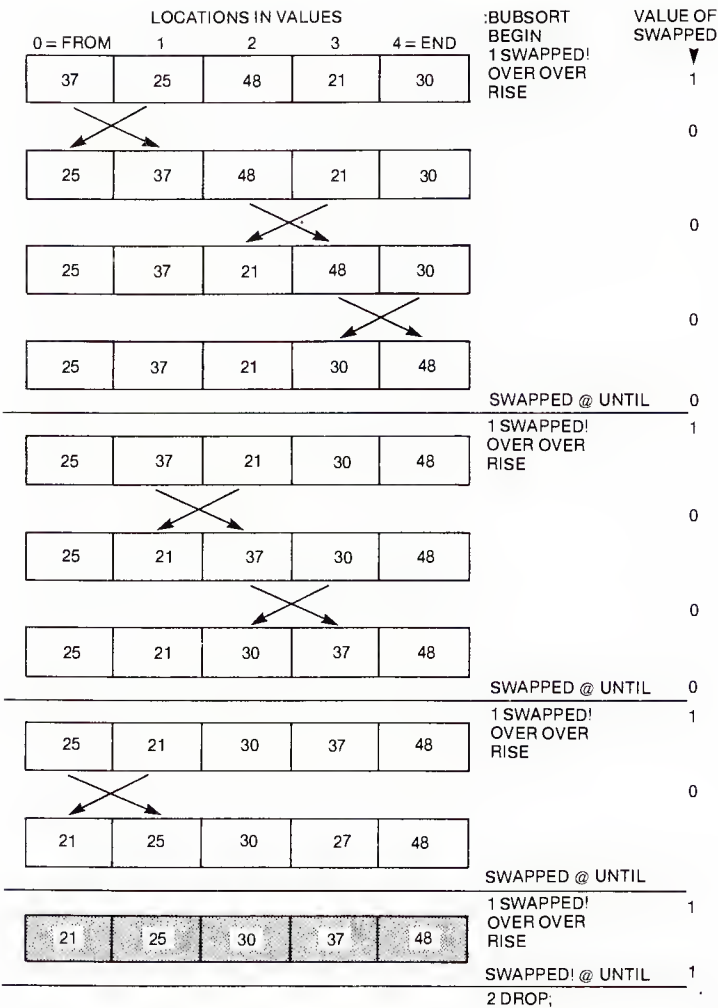 LOCATIONS IN VALUES :BUBSORT VALUE OF
0 = FROM 1 2 3 4 = END BEGIN SWAPPED
1 SWAPPED!
37 25 48 21 30 OVER OVER 1
RISE
0
25 37 48 21 30
0
25 37 21 48 30
0
25 37 21 30 48
SWAPPED @ UNTIL 0
1 SWAPPED! 1
OVER OVER
25 37 21 30 48 RISE
0
25 21 37 30 48
0
25 21 30 37 48
SWAPPED @ UNTIL 0
1 SWAPPED! 1
OVER OVER
25 21 30 37 48 RISE
0
21 25 30 27 48
SWAPPED @ UNTIL
1 SWAPPED! 1
OVER OVER
21 25 30 37 48 RISE
SWAPPED! @ UNTIL 1
2 DROP;